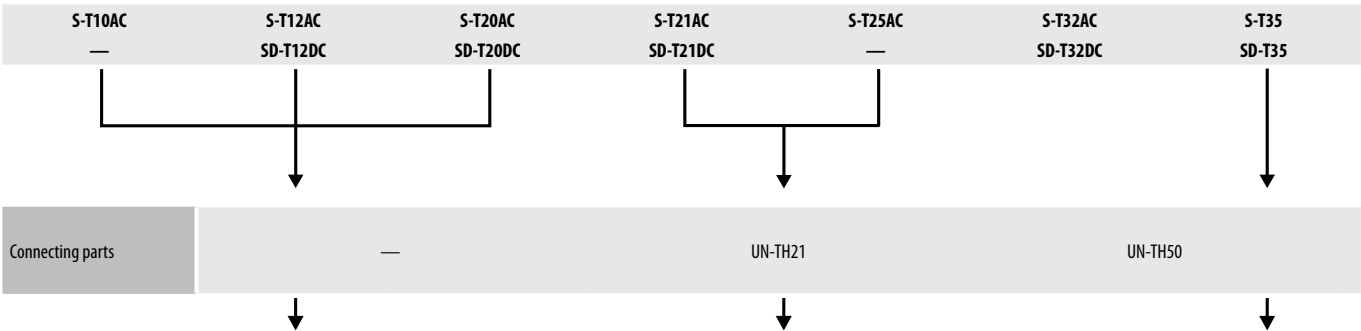 S-T10AC S-T12AC S-T20AC S-T21AC S-T25AC S-T32AC S-T35
— SD-T12DC SD-T20DC SD-T21DC — SD-T32DC SD-T35
Connecting parts — UN-TH21 UN-TH50